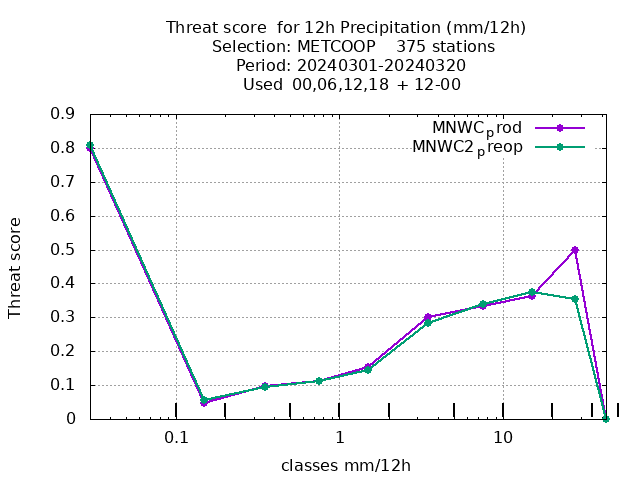 Threat score  for 12h Precipitation (mm/12h)
Selection: METCOOP    375 stations
Period: 20240301-20240320
Used  00,06,12,18  + 12-00
MNWC_prod
MNWC2_preop
0.9
0.8
0.7
0.6
0.5
0.4
0.3
0.2
0.1
0
Threat score
0.1 1 10
classes mm/12h